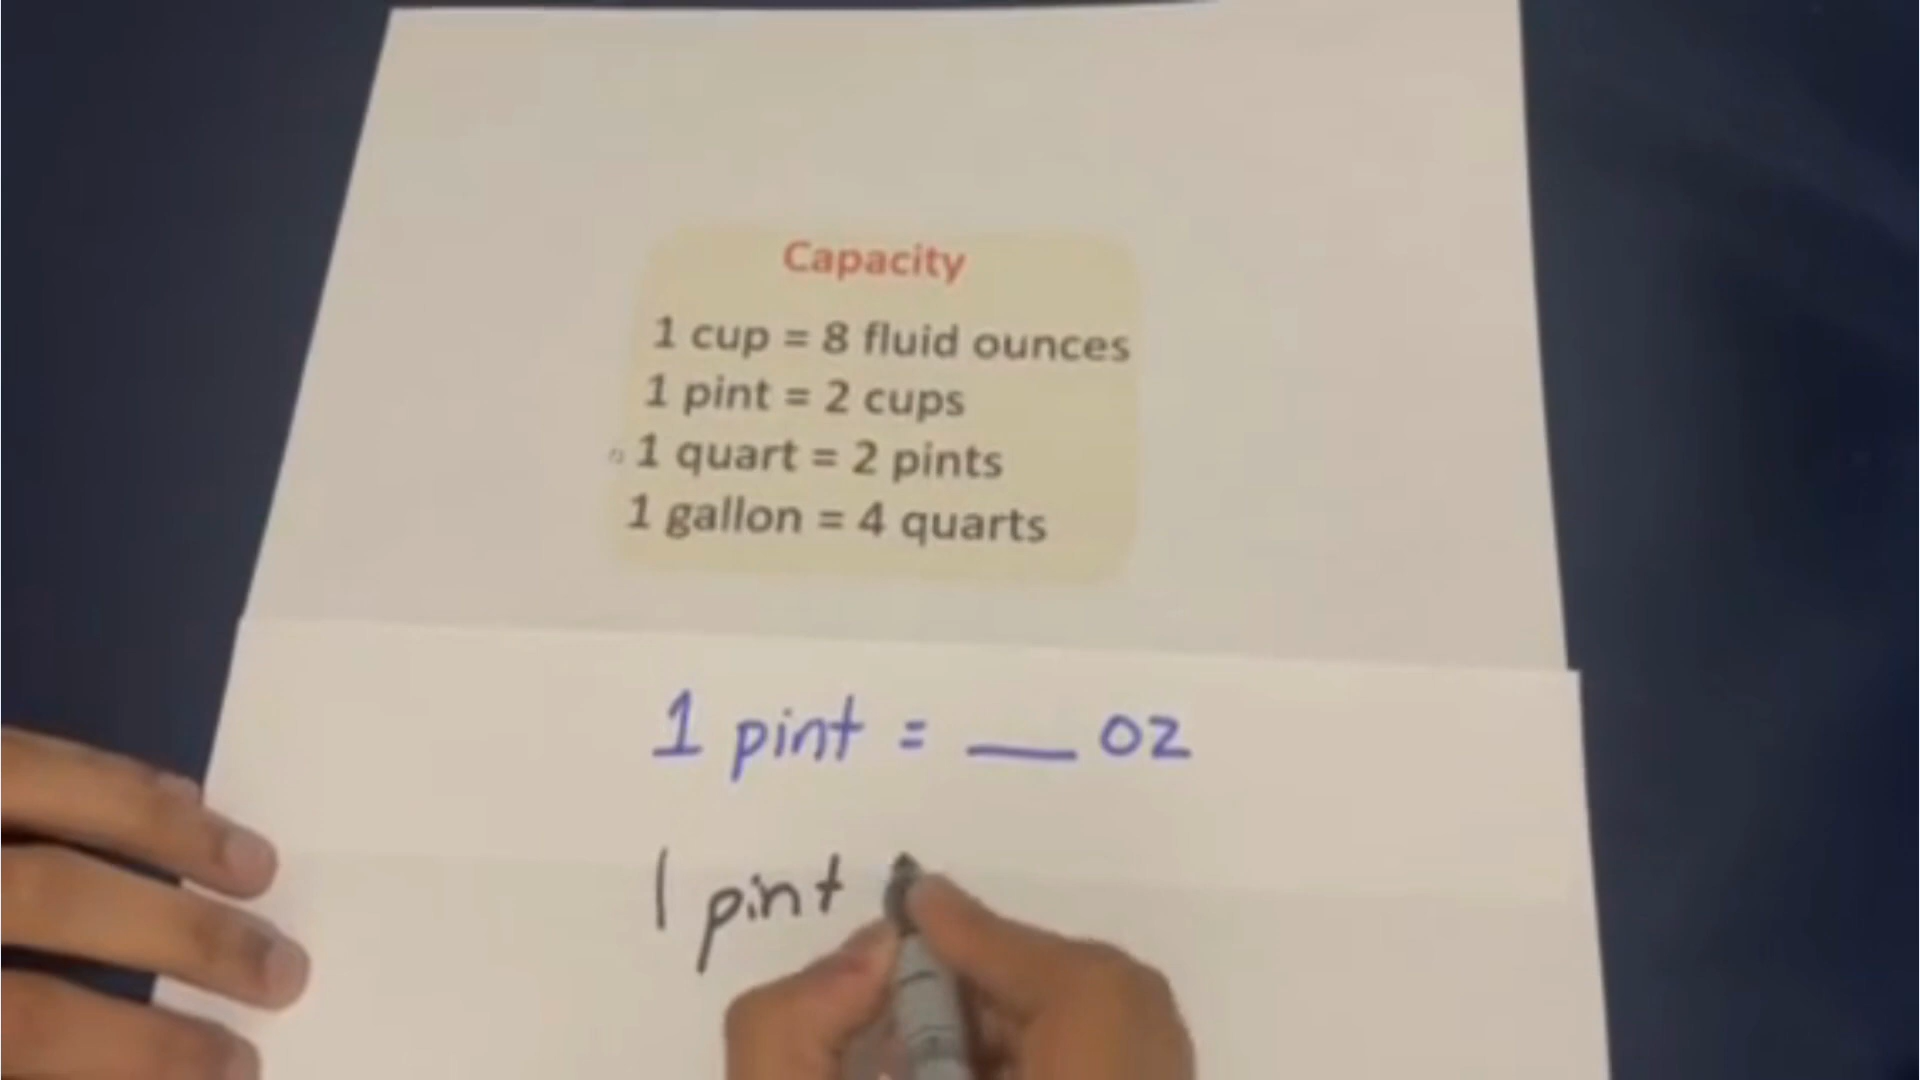 Capacity
1 cup = 8 fluid ounces
1 pint = 2 cups
1 quart = 2 pints
1 gallon = 4 quarts
1 pint = __ oz
1 pint